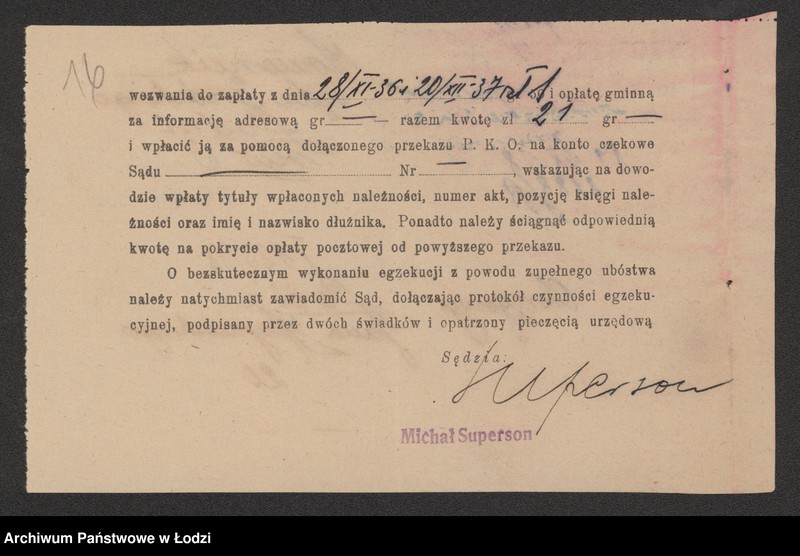 16
wezwania do zapłaty z dnia 28/XI-36 i 20/XII-37 i opłatę gminną
za informację adresową gr — razem kwotę zł 21 gr —
i wpłacić ją za pomocą dołączonego przekazu P. K. O. na konto czekowe
Sądu — Nr —, wskazując na dowo-
dzie wpłaty tytuły wpłaconych należności, numer akt, pozycję księgi nale-
żności oraz imię i nazwisko dłużnika. Ponadto należy ściągnąć odpowiednią
kwotę na pokrycie opłaty pocztowej od powyższego przekazu.
O bezskutecznym wykonaniu egzekucji z powodu zupełnego ubóstwa
należy natychmiast zawiadomić Sąd, dołączając protokół czynności egzeku-
cyjnej, podpisany przez dwóch świadków i opatrzony pieczęcią urzędową
Sędzia:
Superson
Michał Superson
Archiwum Państwowe w Łodzi